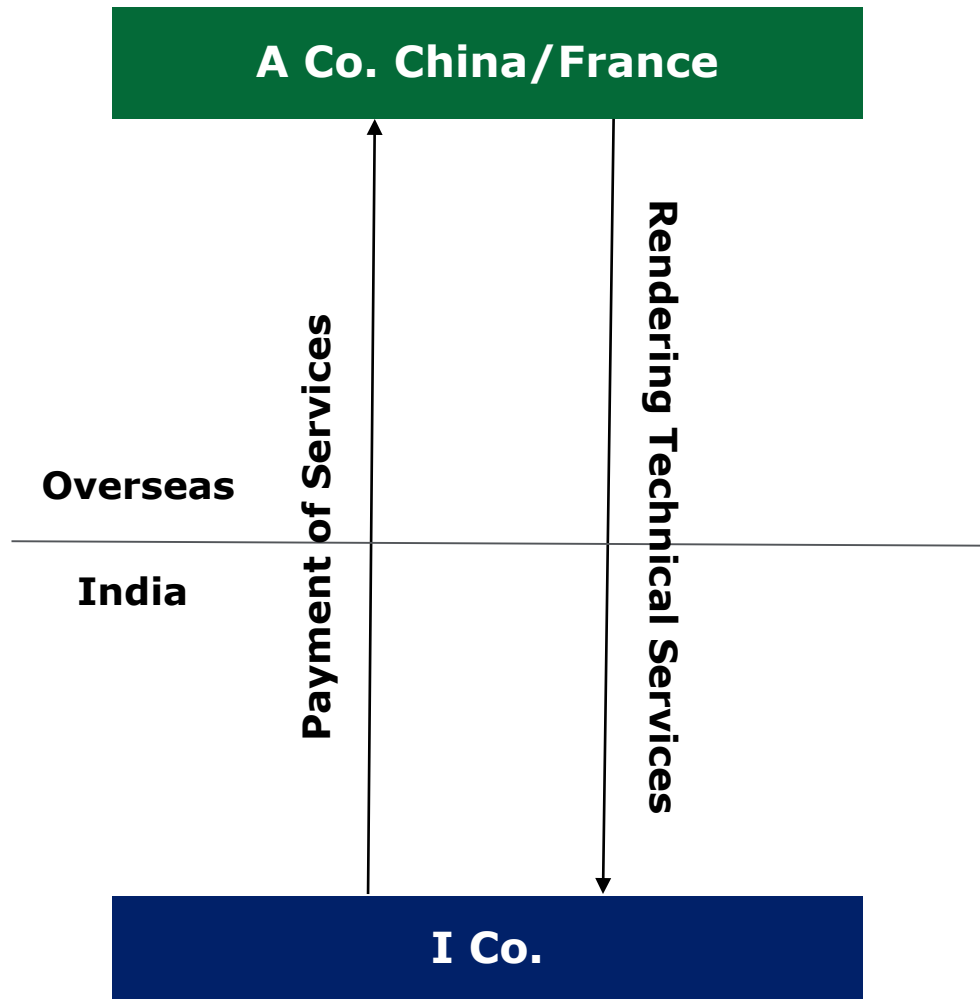 A Co. China/France
Payment of Services
Rendering Technical Services
Overseas
India
I Co.